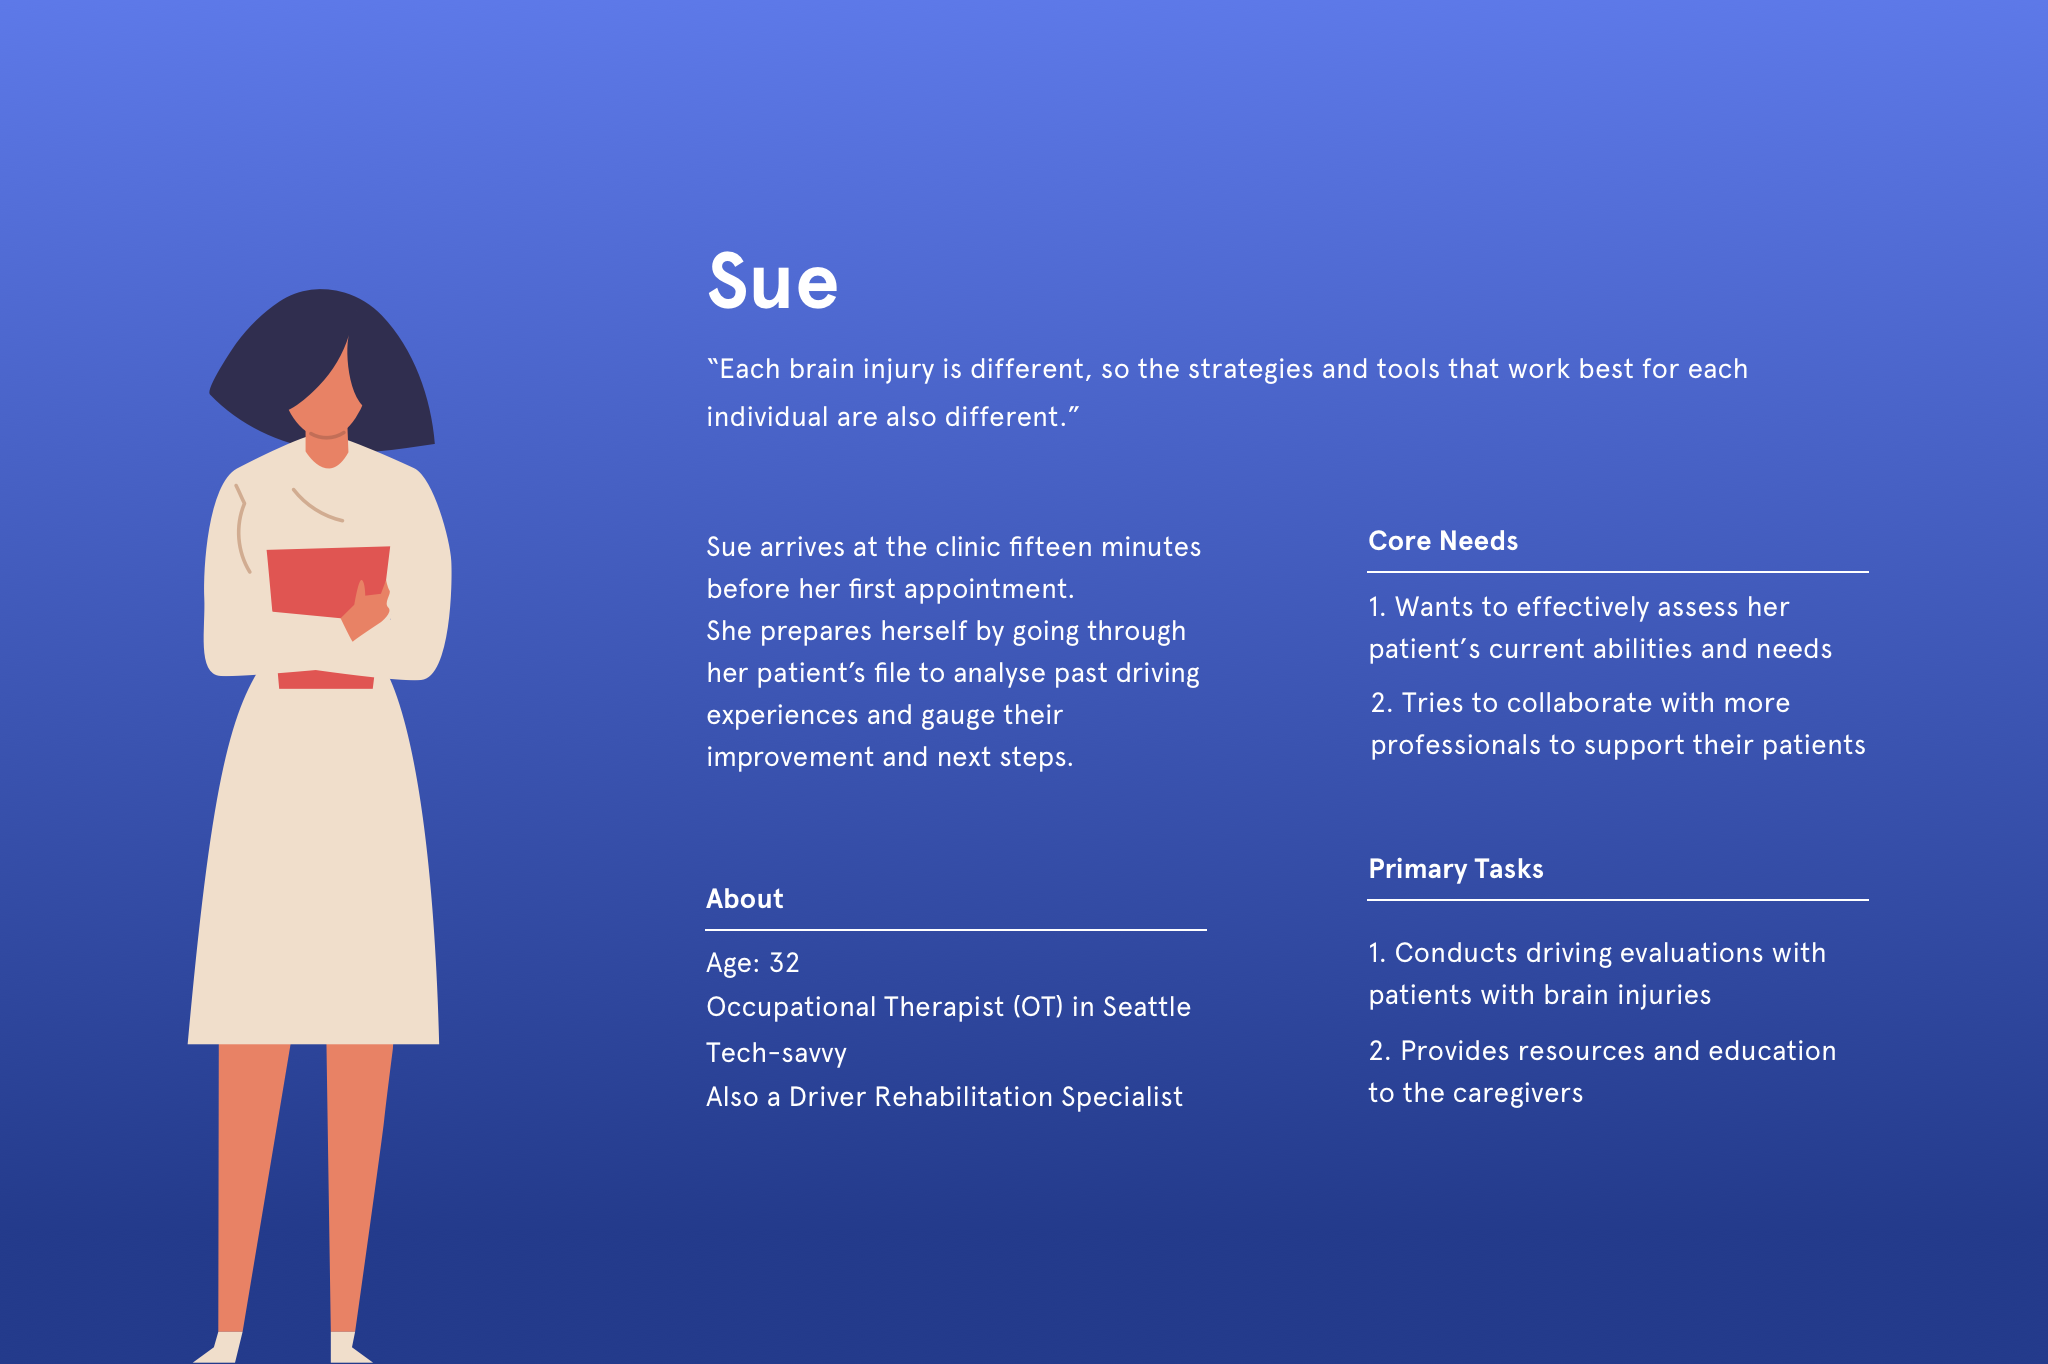 Sue
“Each brain injury is different, so the strategies and tools that work best for each
individual are also different.”
Sue arrives at the clinic fifteen minutes
before her first appointment.
She prepares herself by going through
her patient’s file to analyse past driving
experiences and gauge their
improvement and next steps.
About
Age: 32
Occupational Therapist (OT) in Seattle
Tech-savvy
Also a Driver Rehabilitation Specialist
Core Needs
1. Wants to effectively assess her
patient’s current abilities and needs
2. Tries to collaborate with more
professionals to support their patients
Primary Tasks
1. Conducts driving evaluations with
patients with brain injuries
2. Provides resources and education
to the caregivers